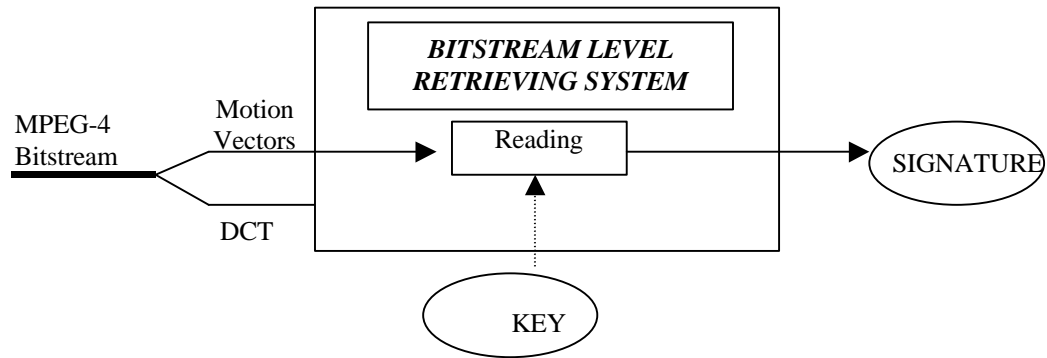 BITSTREAM LEVEL
RETRIEVING SYSTEM
MPEG-4
Bitstream
Motion
Vectors
Reading
SIGNATURE
DCT
KEY